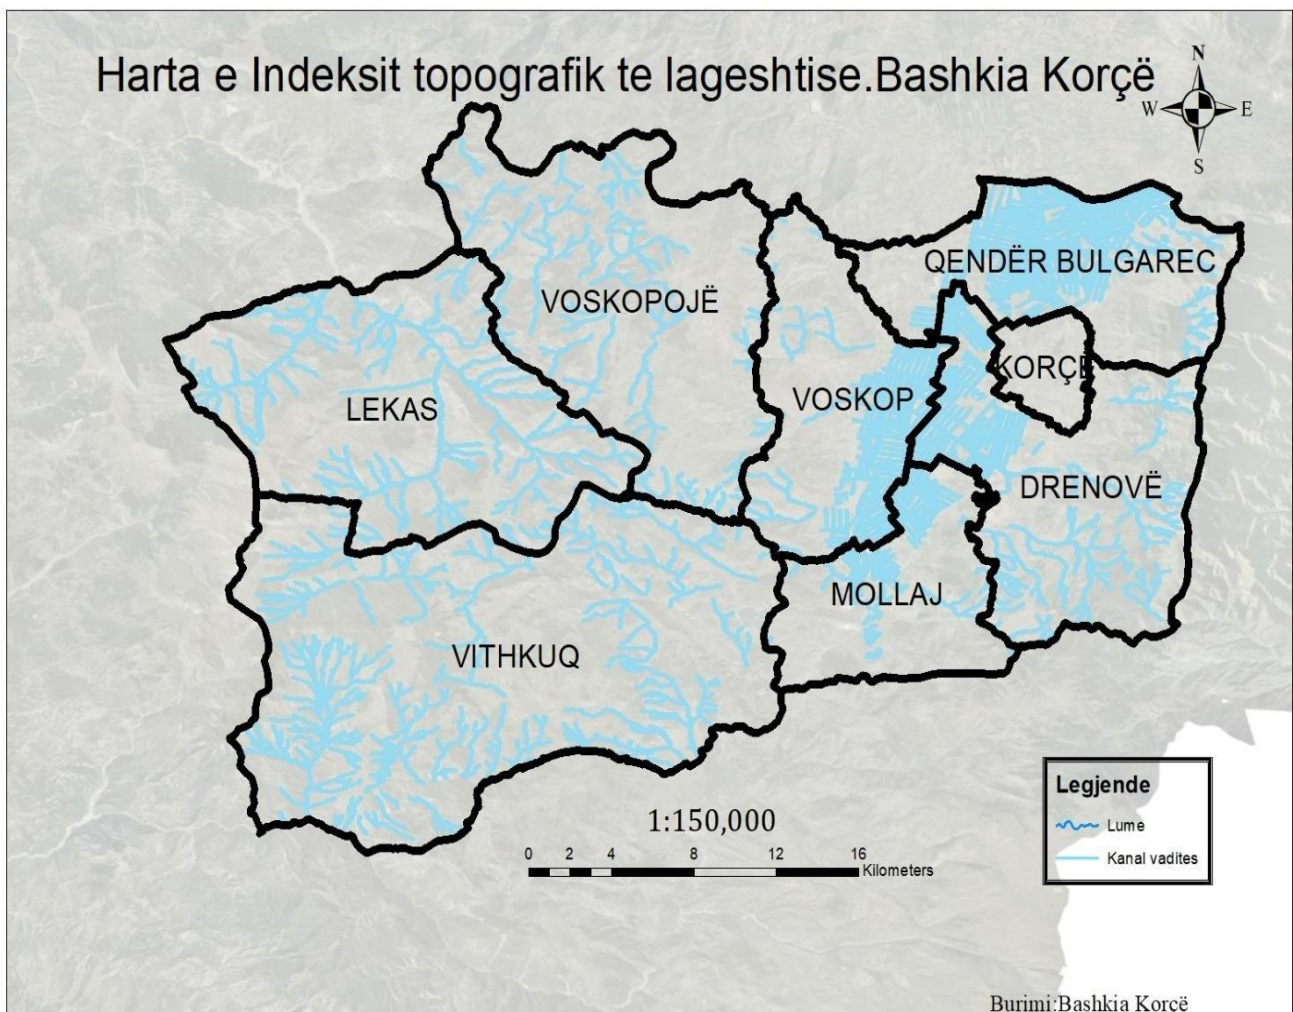 Harta e Indeksit topografik te lageshtise.Bashkia Korçë
N
W E
S
QENDËR BULGAREC
VOSKOPOJË
KORÇË
VOSKOP
LEKAS
DRENOVË
MOLLAJ
VITHKUQ
Legjende
Lume
Kanal vadites
1:150,000
0 2 4 8 12 16
Kilometers
Burimi:Bashkia Korcë